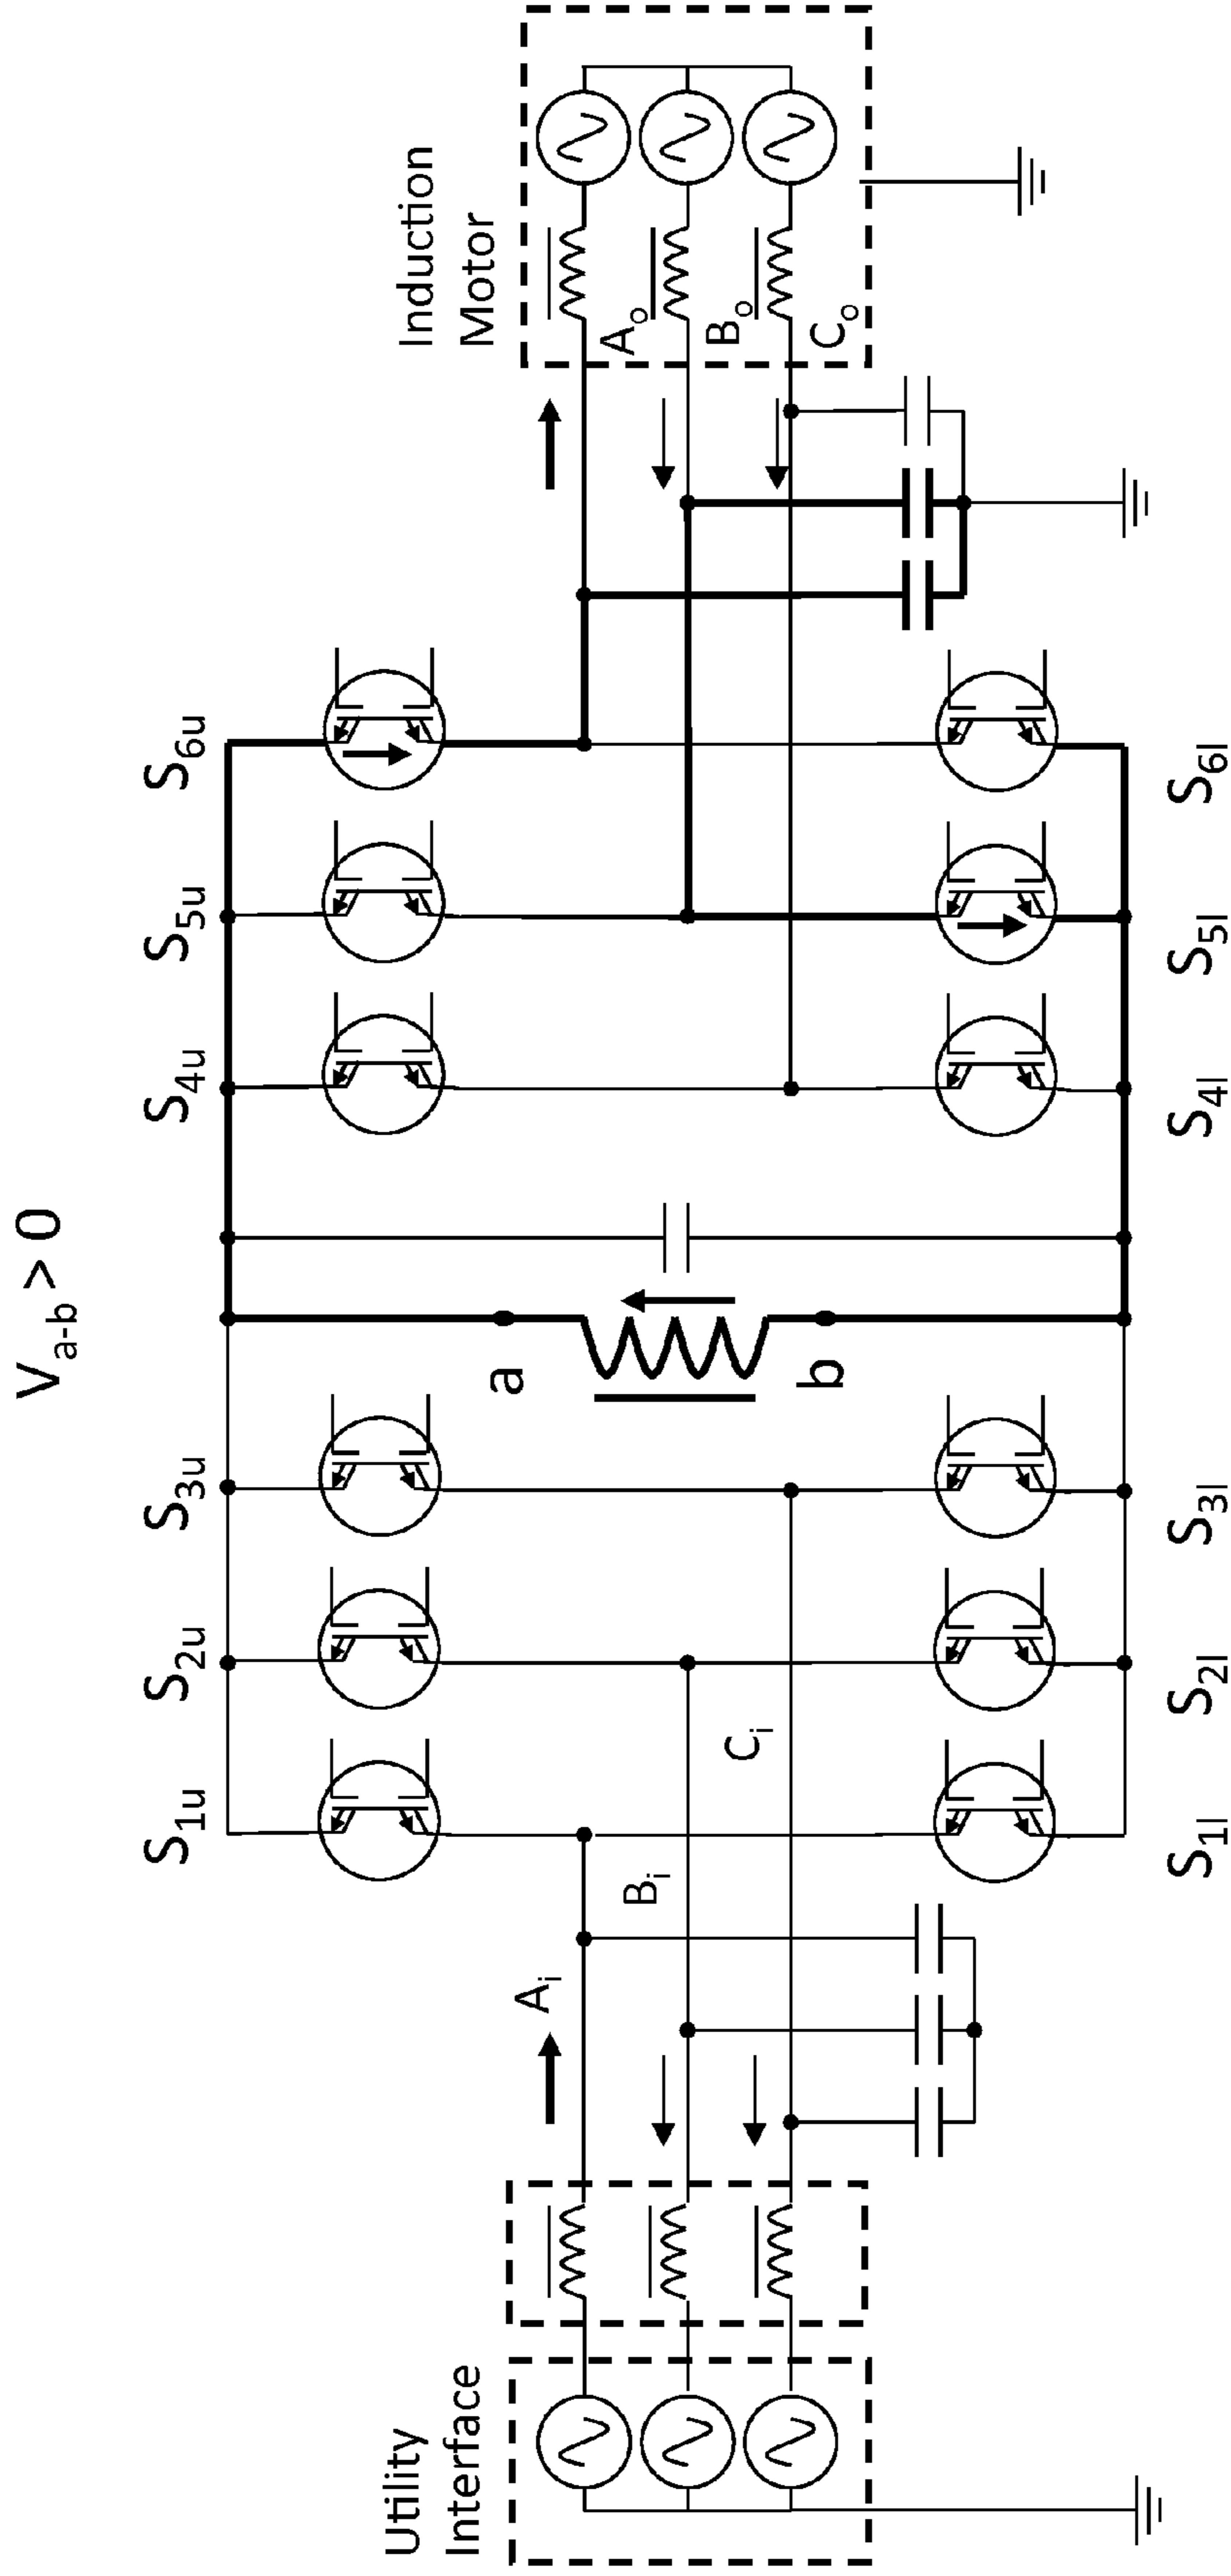 V a-b > 0
S1u
S2u
S3u
S4u
S5u
S6u
Utility
Interface
Induction
Motor
Ai
Bi
Ci
a
b
Ao
Bo
Co
S1l
S2l
S3l
S4l
S5l
S6l